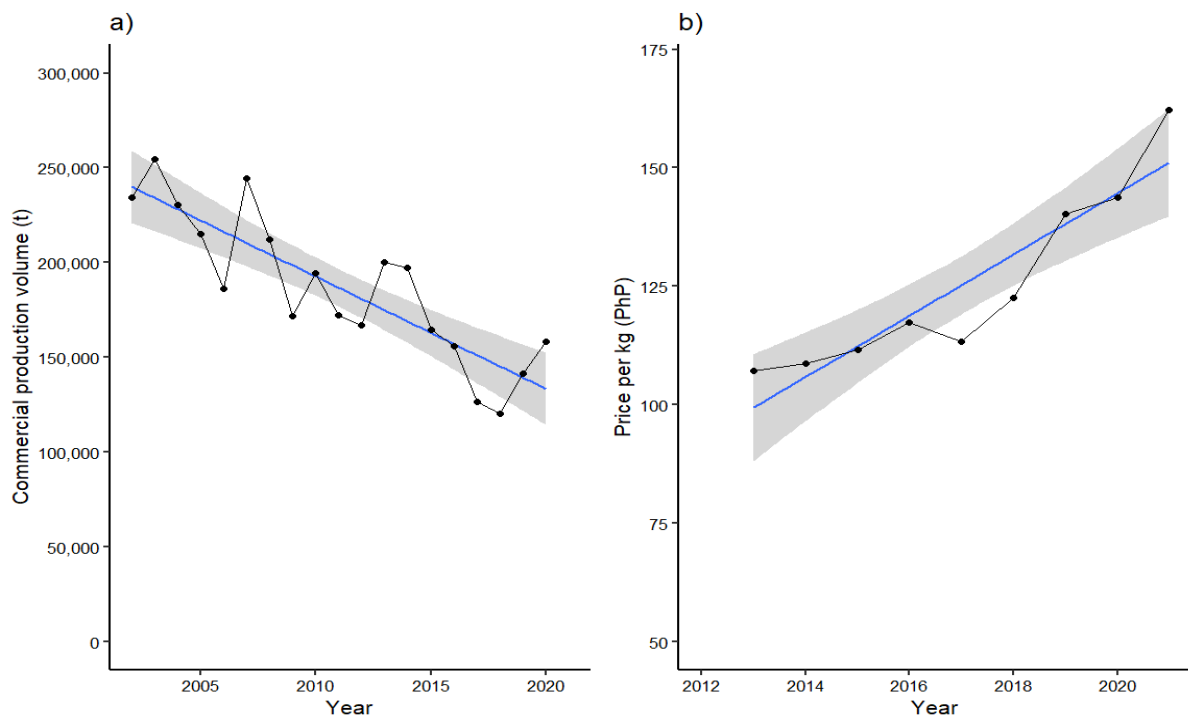 a)
Commercial production volume (t)
300,000
250,000
200,000
150,000
100,000
50,000
0
2005 2010 2015 2020
Year
b)
Price per kg (PhP)
175
150
125
100
75
50
2012 2014 2016 2018 2020
Year